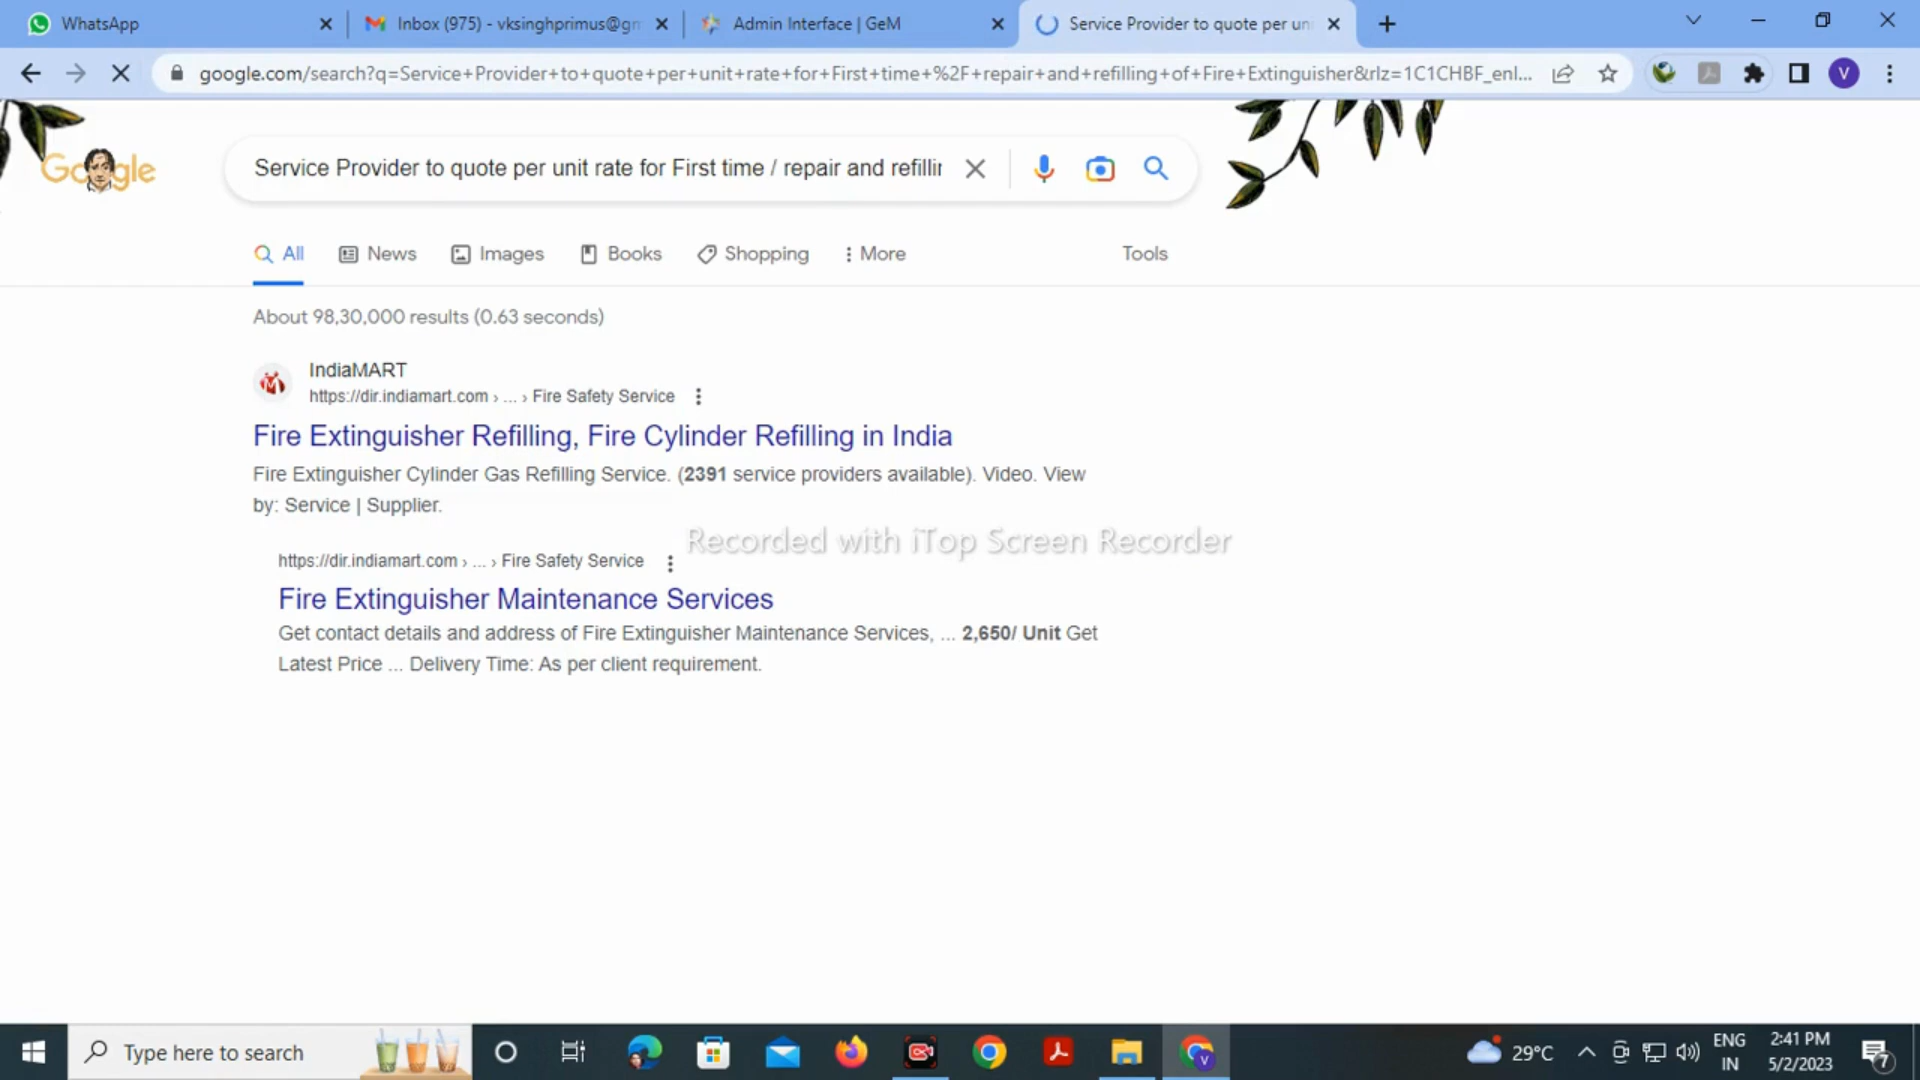 WhatsApp
Inbox (975) - vksinghprimus@gm
Admin Interface | GeM
Service Provider to quote per un
google.com/search?q=Service+Provider+to+quote+per+unit+rate+for+First+time+%2F+repair+and+refilling+of+Fire+Extinguisher&rlz=1C1CHBF_enI...
V
Google
Service Provider to quote per unit rate for First time / repair and refillin
All
News
Images
Books
Shopping
More
Tools
About 98,30,000 results (0.63 seconds)
IndiaMART
https://dir.indiamart.com › ... › Fire Safety Service
Fire Extinguisher Refilling, Fire Cylinder Refilling in India
Fire Extinguisher Cylinder Gas Refilling Service. (2391 service providers available). Video. View
by: Service | Supplier.
Recorded with iTop Screen Recorder
https://dir.indiamart.com › ... › Fire Safety Service
Fire Extinguisher Maintenance Services
Get contact details and address of Fire Extinguisher Maintenance Services, ... 2,650/ Unit Get
Latest Price ... Delivery Time: As per client requirement.
Type here to search
V
29°C
ENG
IN
2:41 PM
5/2/2023
7